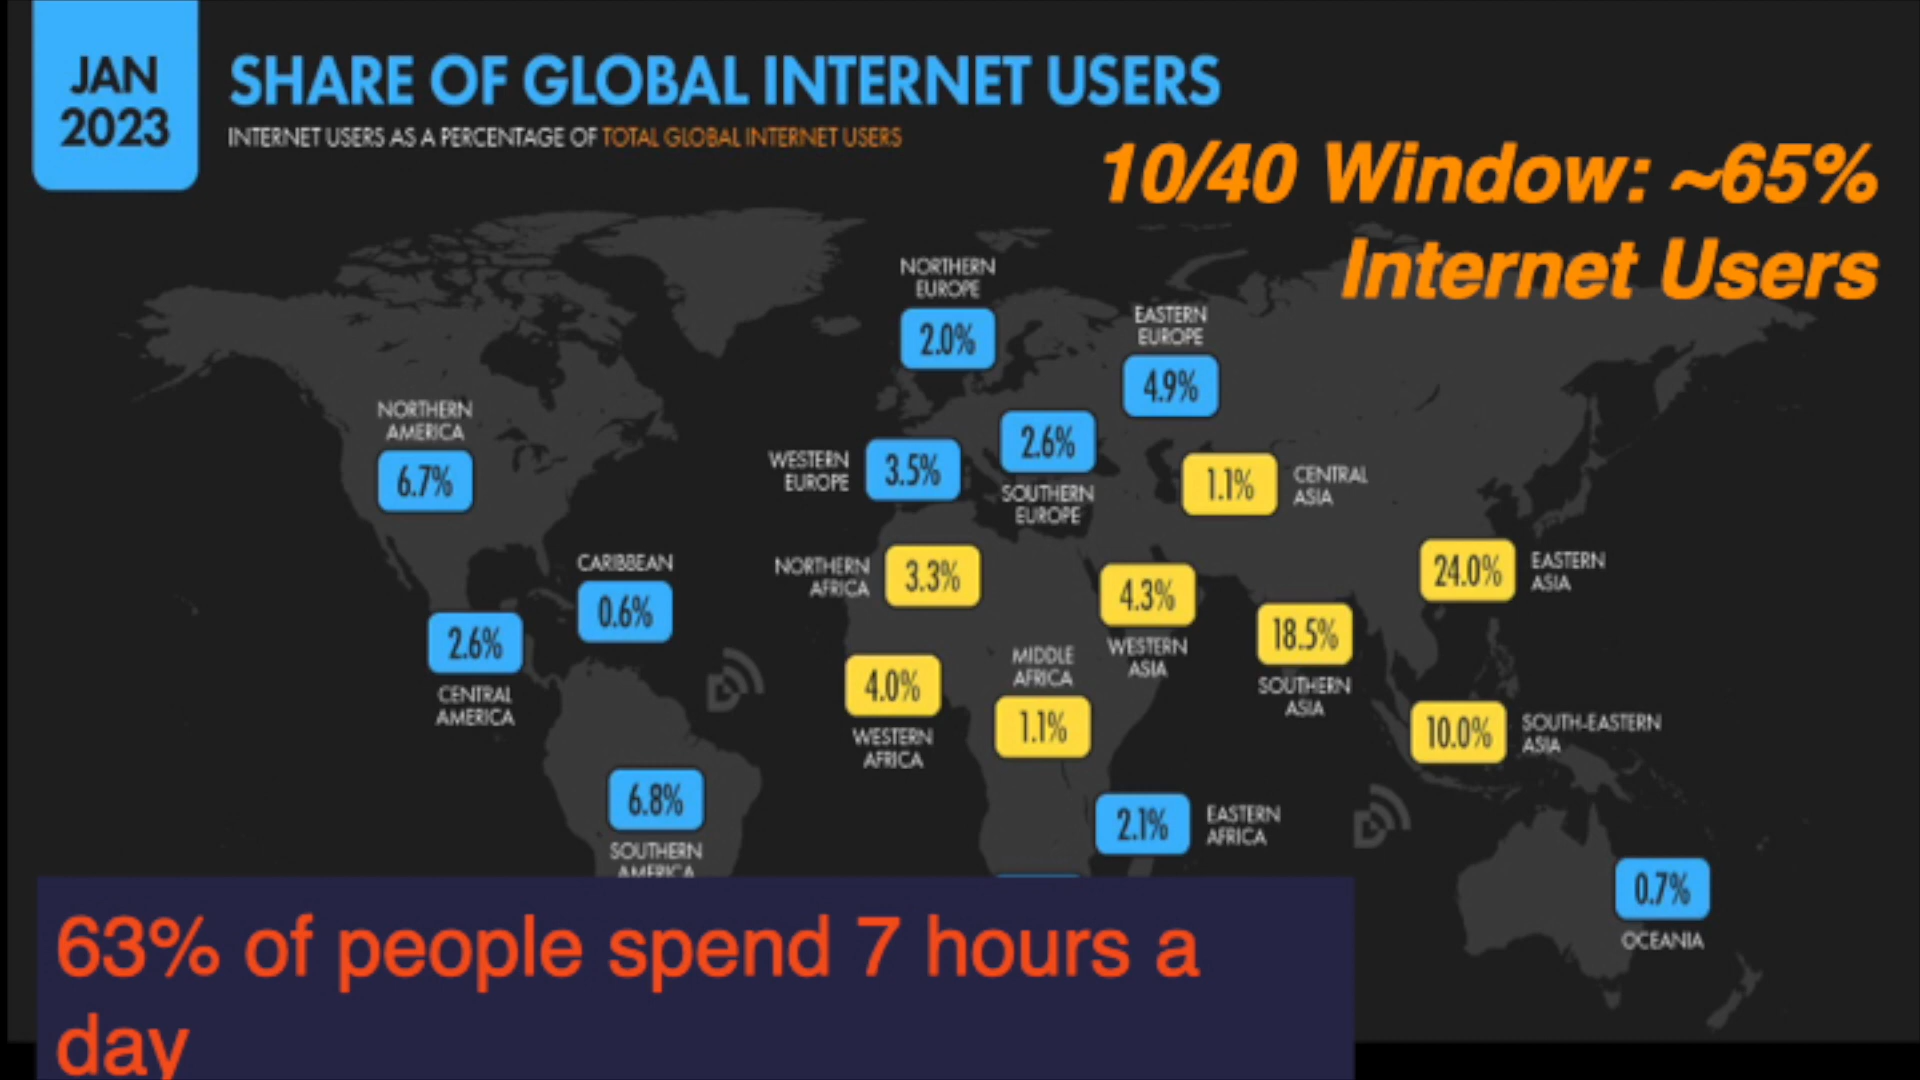 JAN
2023
SHARE OF GLOBAL INTERNET USERS
INTERNET USERS AS A PERCENTAGE OF TOTAL GLOBAL INTERNET USERS
10/40 Window: ~65%
Internet Users
NORTHERN
EUROPE
2.0%
EASTERN
EUROPE
4.9%
NORTHERN
AMERICA
6.7%
WESTERN
EUROPE
3.5%
2.6%
SOUTHERN
EUROPE
1.1%
CENTRAL
ASIA
CARIBBEAN
0.6%
NORTHERN
AFRICA
3.3%
4.3%
WESTERN
ASIA
24.0%
EASTERN
ASIA
2.6%
CENTRAL
AMERICA
18.5%
SOUTHERN
ASIA
4.0%
WESTERN
AFRICA
MIDDLE
AFRICA
1.1%
10.0%
SOUTH-EASTERN
ASIA
6.8%
SOUTHERN
AMERICA
2.1%
EASTERN
AFRICA
0.7%
OCEANIA
63% of people spend 7 hours a
day